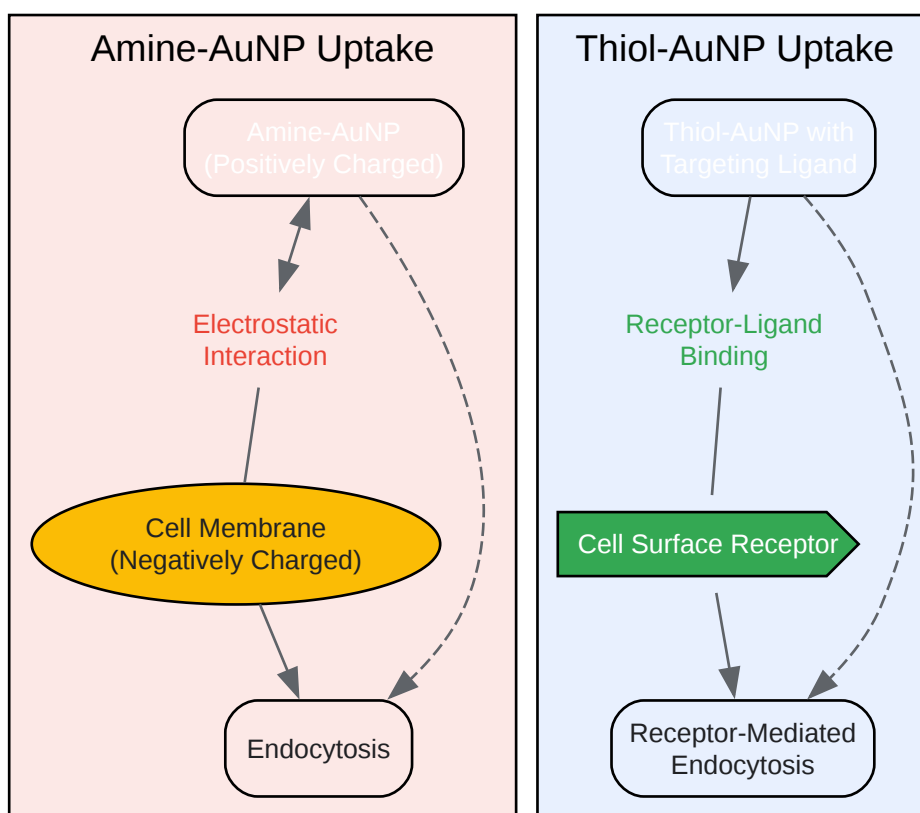 Amine-AuNP Uptake
Amine-AuNP
(Positively Charged)
Electrostatic
Interaction
Cell Membrane
(Negatively Charged)
Endocytosis
Thiol-AuNP Uptake
Thiol-AuNP with
Targeting Ligand
Receptor-Ligand
Binding
Cell Surface Receptor
Receptor-Mediated
Endocytosis